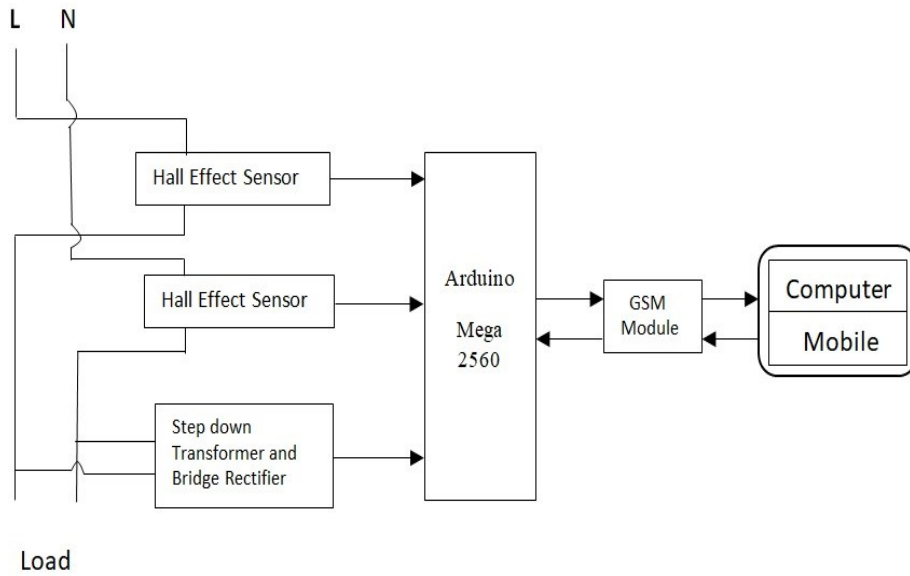 L N
Hall Effect Sensor
Hall Effect Sensor
Step down
Transformer and
Bridge Rectifier
Arduino
Mega
2560
GSM
Module
Computer
Mobile
Load